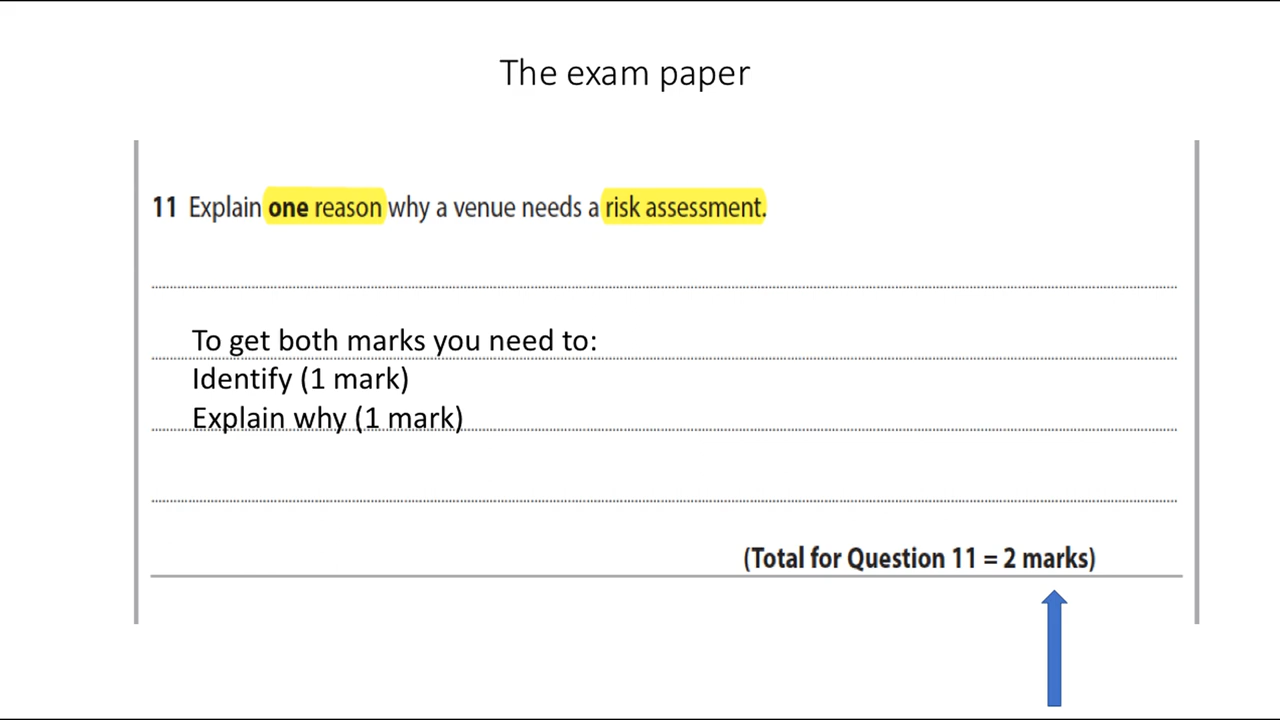 The exam paper
11 Explain one reason why a venue needs a risk assessment.
To get both marks you need to:
Identify (1 mark)
Explain why (1 mark)
(Total for Question 11 = 2 marks)